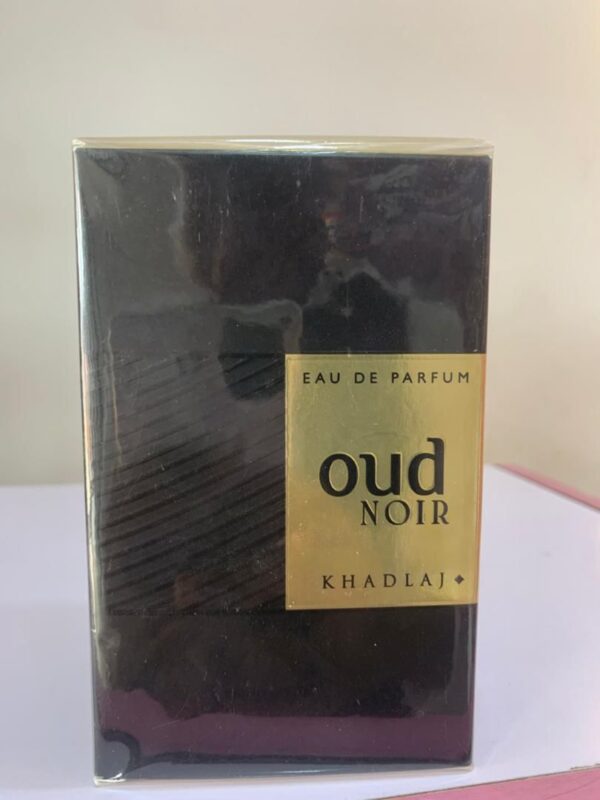 EAU DE PARFUM
oud
NOIR
KHADLAJ